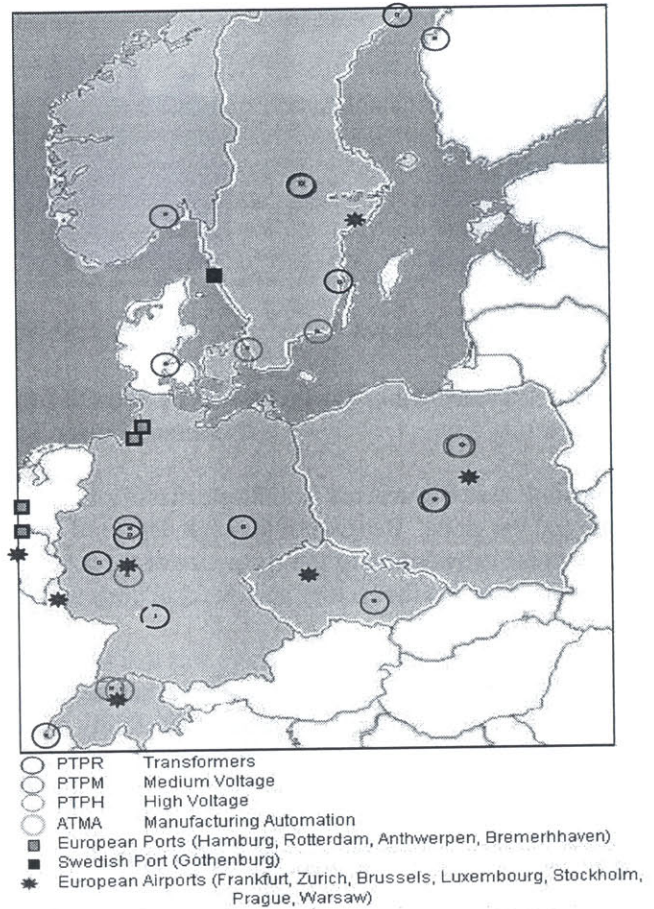 PTPR Transformers
PTPM Medium Voltage
PTPH High Voltage
ATMA Manufacturing Automation
European Ports (Hamburg, Rotterdam, Anthwerpen, Bremerhhaven)
Swedish Port (Gothenburg)
European Airports (Frankfurt, Zurich, Brussels, Luxembourg, Stockholm,
Prague, Warsaw)